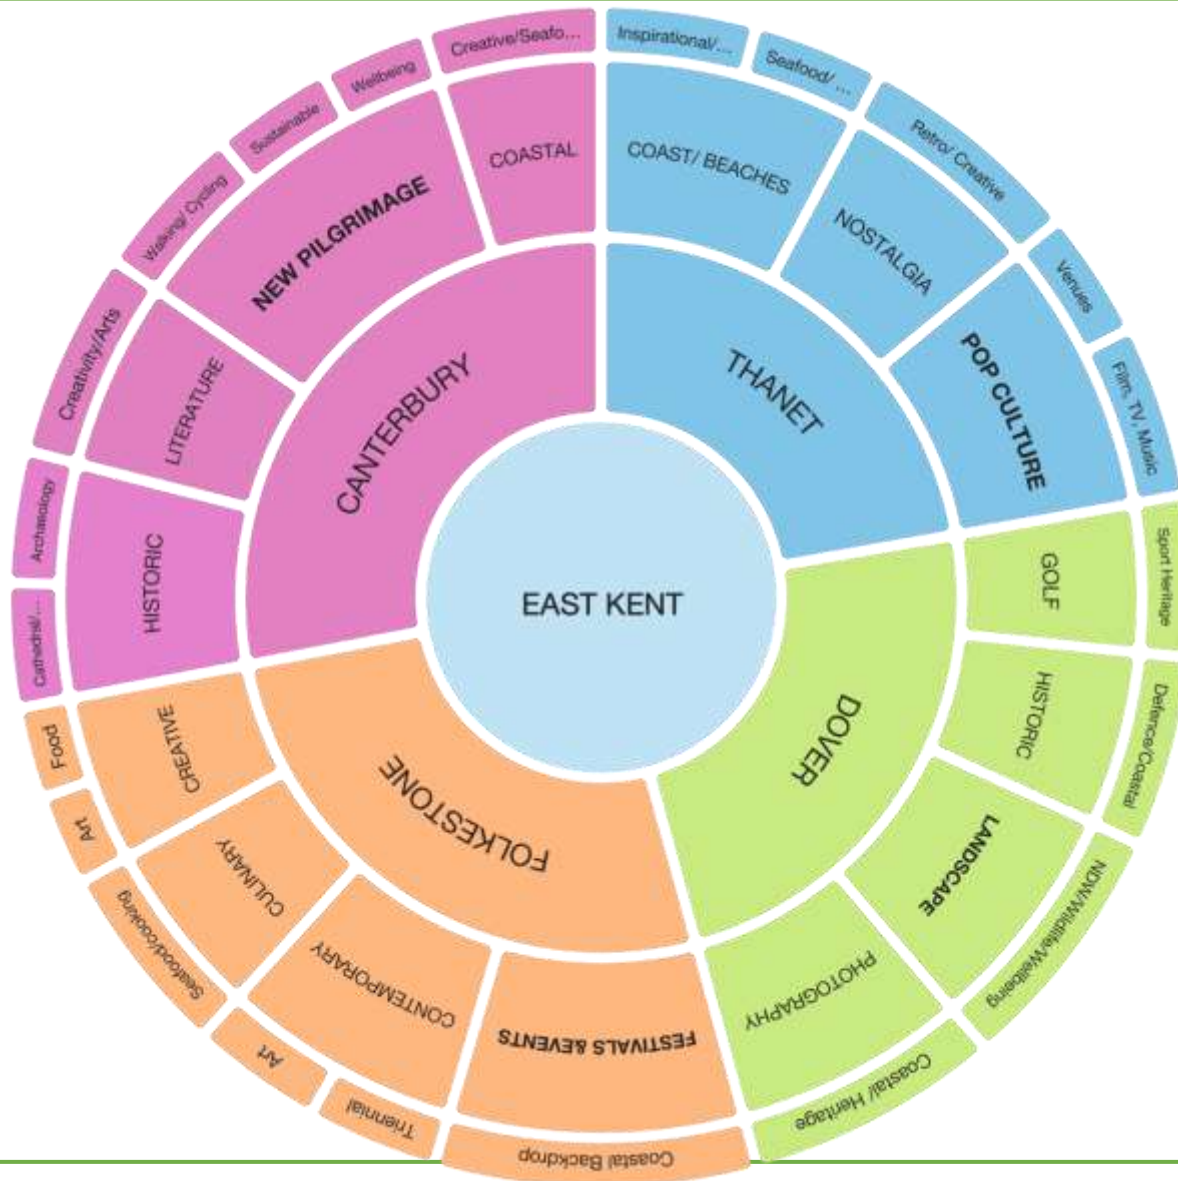 EAST KENT
THANET
COAST/ BEACHES
Inspirational/...
Seafood/ ...
NOSTALGIA
Retro/ Creative
POP CULTURE
Venues
Film, TV, Music
DOVER
GOLF
Sport Heritage
HISTORIC
Defence/Coastal
LANDSCAPE
NDW/Wildlife/Wellbeing
PHOTOGRAPHY
Coastal/ Heritage
FOLKESTONE
FESTIVALS &EVENTS
Coastal Backdrop
CONTEMPORARY
Triennial
Art
CULINARY
Seafood/cooking
CREATIVE
Art
Food
CANTERBURY
HISTORIC
Cathedral/...
Archaeology
LITERATURE
Creativity/Arts
NEW PILGRIMAGE
Walking/ Cycling
Sustainable
Wellbeing
COASTAL
Creative/Seafo...